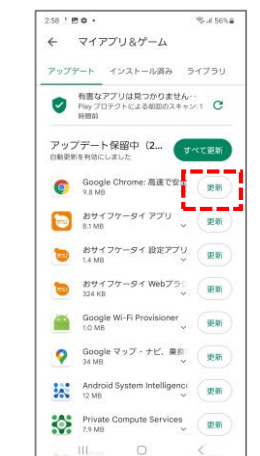 2:58
56%
マイアプリ&ゲーム
アップデート インストール済み ライブラリ
有害なアプリは見つかりません・・
Play プロテクトによる前回のスキャン: 1
時間前
アップデート保留中（2...
すべて更新
自動更新を有効にしました
Google Chrome: 高速で安全
更新
9.8 MB
おサイフケータイ アプリ
更新
8.1 MB
おサイフケータイ 設定アプリ
更新
1.4 MB
おサイフケータイ Webプラ
更新
324 KB
Google Wi-Fi Provisioner
更新
1.0 MB
Google マップ - ナビ、乗換
更新
34 MB
Android System Intelligence
更新
12 MB
Private Compute Services
更新
7.9 MB